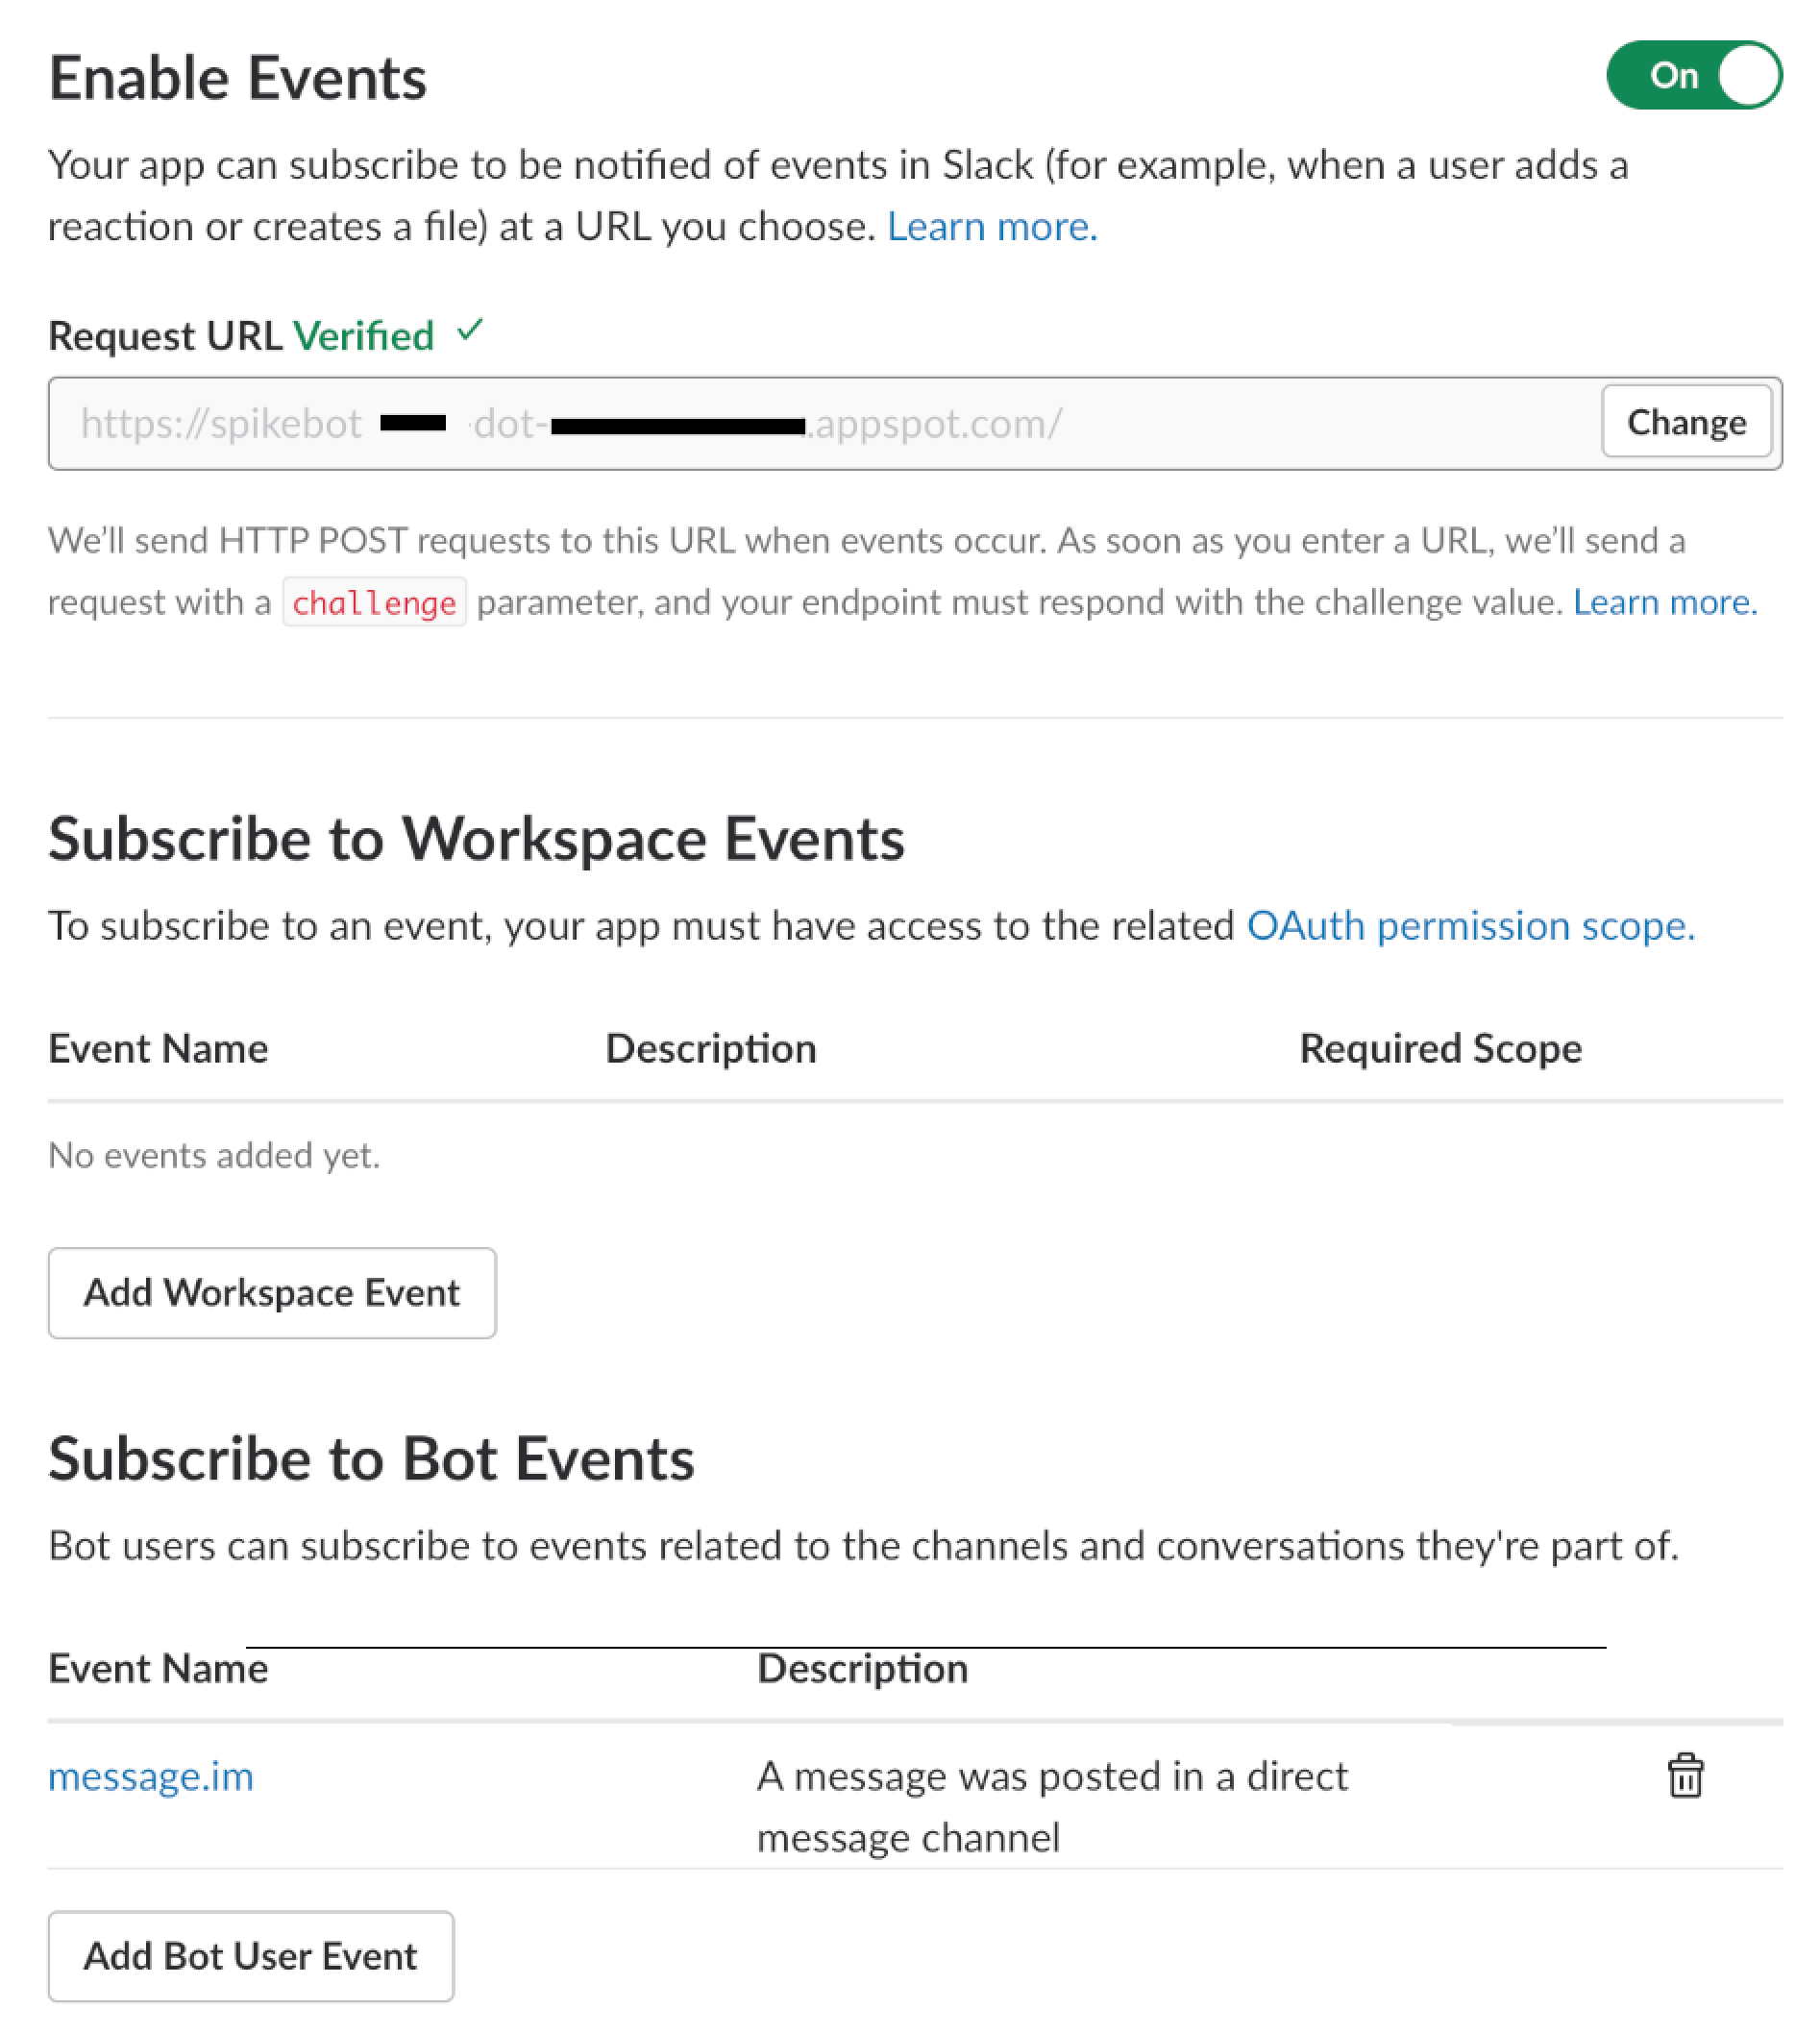 Enable Events
On
Your app can subscribe to be notified of events in Slack (for example, when a user adds a
reaction or creates a file) at a URL you choose. Learn more.
Request URL Verified ✓
https://spikebot -dot- .appspot.com/
Change
We’ll send HTTP POST requests to this URL when events occur. As soon as you enter a URL, we’ll send a
request with a challenge parameter, and your endpoint must respond with the challenge value. Learn more.
Subscribe to Workspace Events
To subscribe to an event, your app must have access to the related OAuth permission scope.
Event Name Description Required Scope
No events added yet.
Add Workspace Event
Subscribe to Bot Events
Bot users can subscribe to events related to the channels and conversations they're part of.
Event Name Description
message.im A message was posted in a direct
message channel
Add Bot User Event